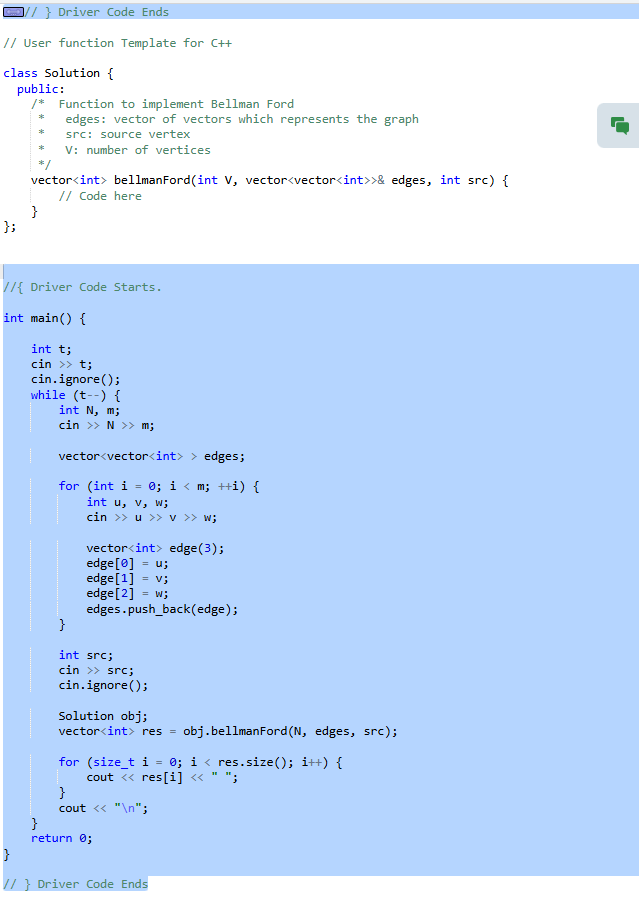 // } Driver Code Ends
// User function Template for C++
class Solution {
  public:
    /*  Function to implement Bellman Ford
     *   edges: vector of vectors which represents the graph
     *   src: source vertex
     *   V: number of vertices
     */
    vector<int> bellmanFord(int V, vector<vector<int>>& edges, int src) {
        // Code here
    }
};
//{ Driver Code Starts.
int main() {
    int t;
    cin >> t;
    cin.ignore();
    while (t--) {
        int N, m;
        cin >> N >> m;
        vector<vector<int> > edges;
        for (int i = 0; i < m; ++i) {
            int u, v, w;
            cin >> u >> v >> w;
            vector<int> edge(3);
            edge[0] = u;
            edge[1] = v;
            edge[2] = w;
            edges.push_back(edge);
        }
        int src;
        cin >> src;
        cin.ignore();
        Solution obj;
        vector<int> res = obj.bellmanFord(N, edges, src);
        for (size_t i = 0; i < res.size(); i++) {
            cout << res[i] << " ";
        }
        cout << "\n";
    }
    return 0;
}
// } Driver Code Ends